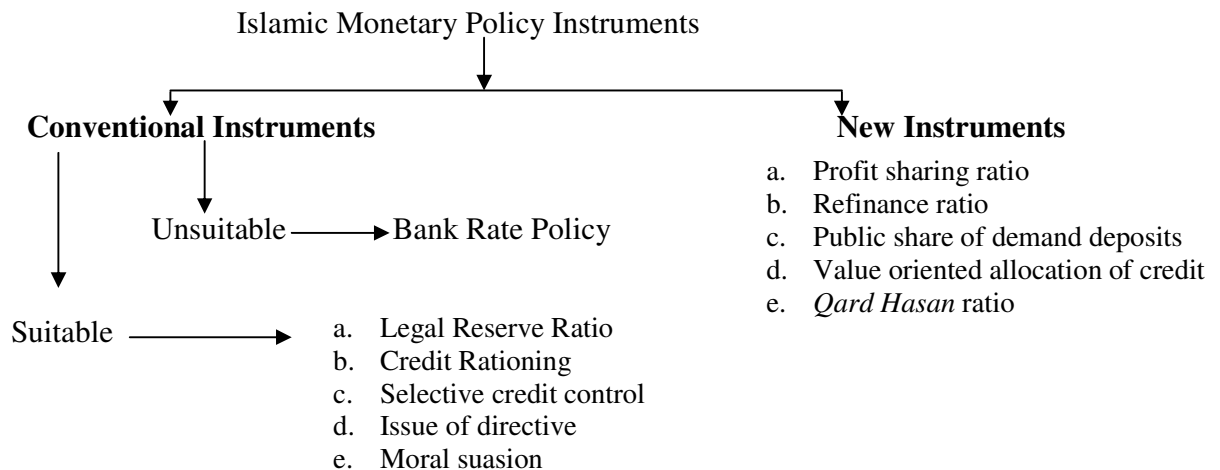 Islamic Monetary Policy Instruments
Conventional Instruments
New Instruments
a. Profit sharing ratio
b. Refinance ratio
c. Public share of demand deposits
d. Value oriented allocation of credit
e. Qard Hasan ratio
Unsuitable
Bank Rate Policy
Suitable
a. Legal Reserve Ratio
b. Credit Rationing
c. Selective credit control
d. Issue of directive
e. Moral suasion